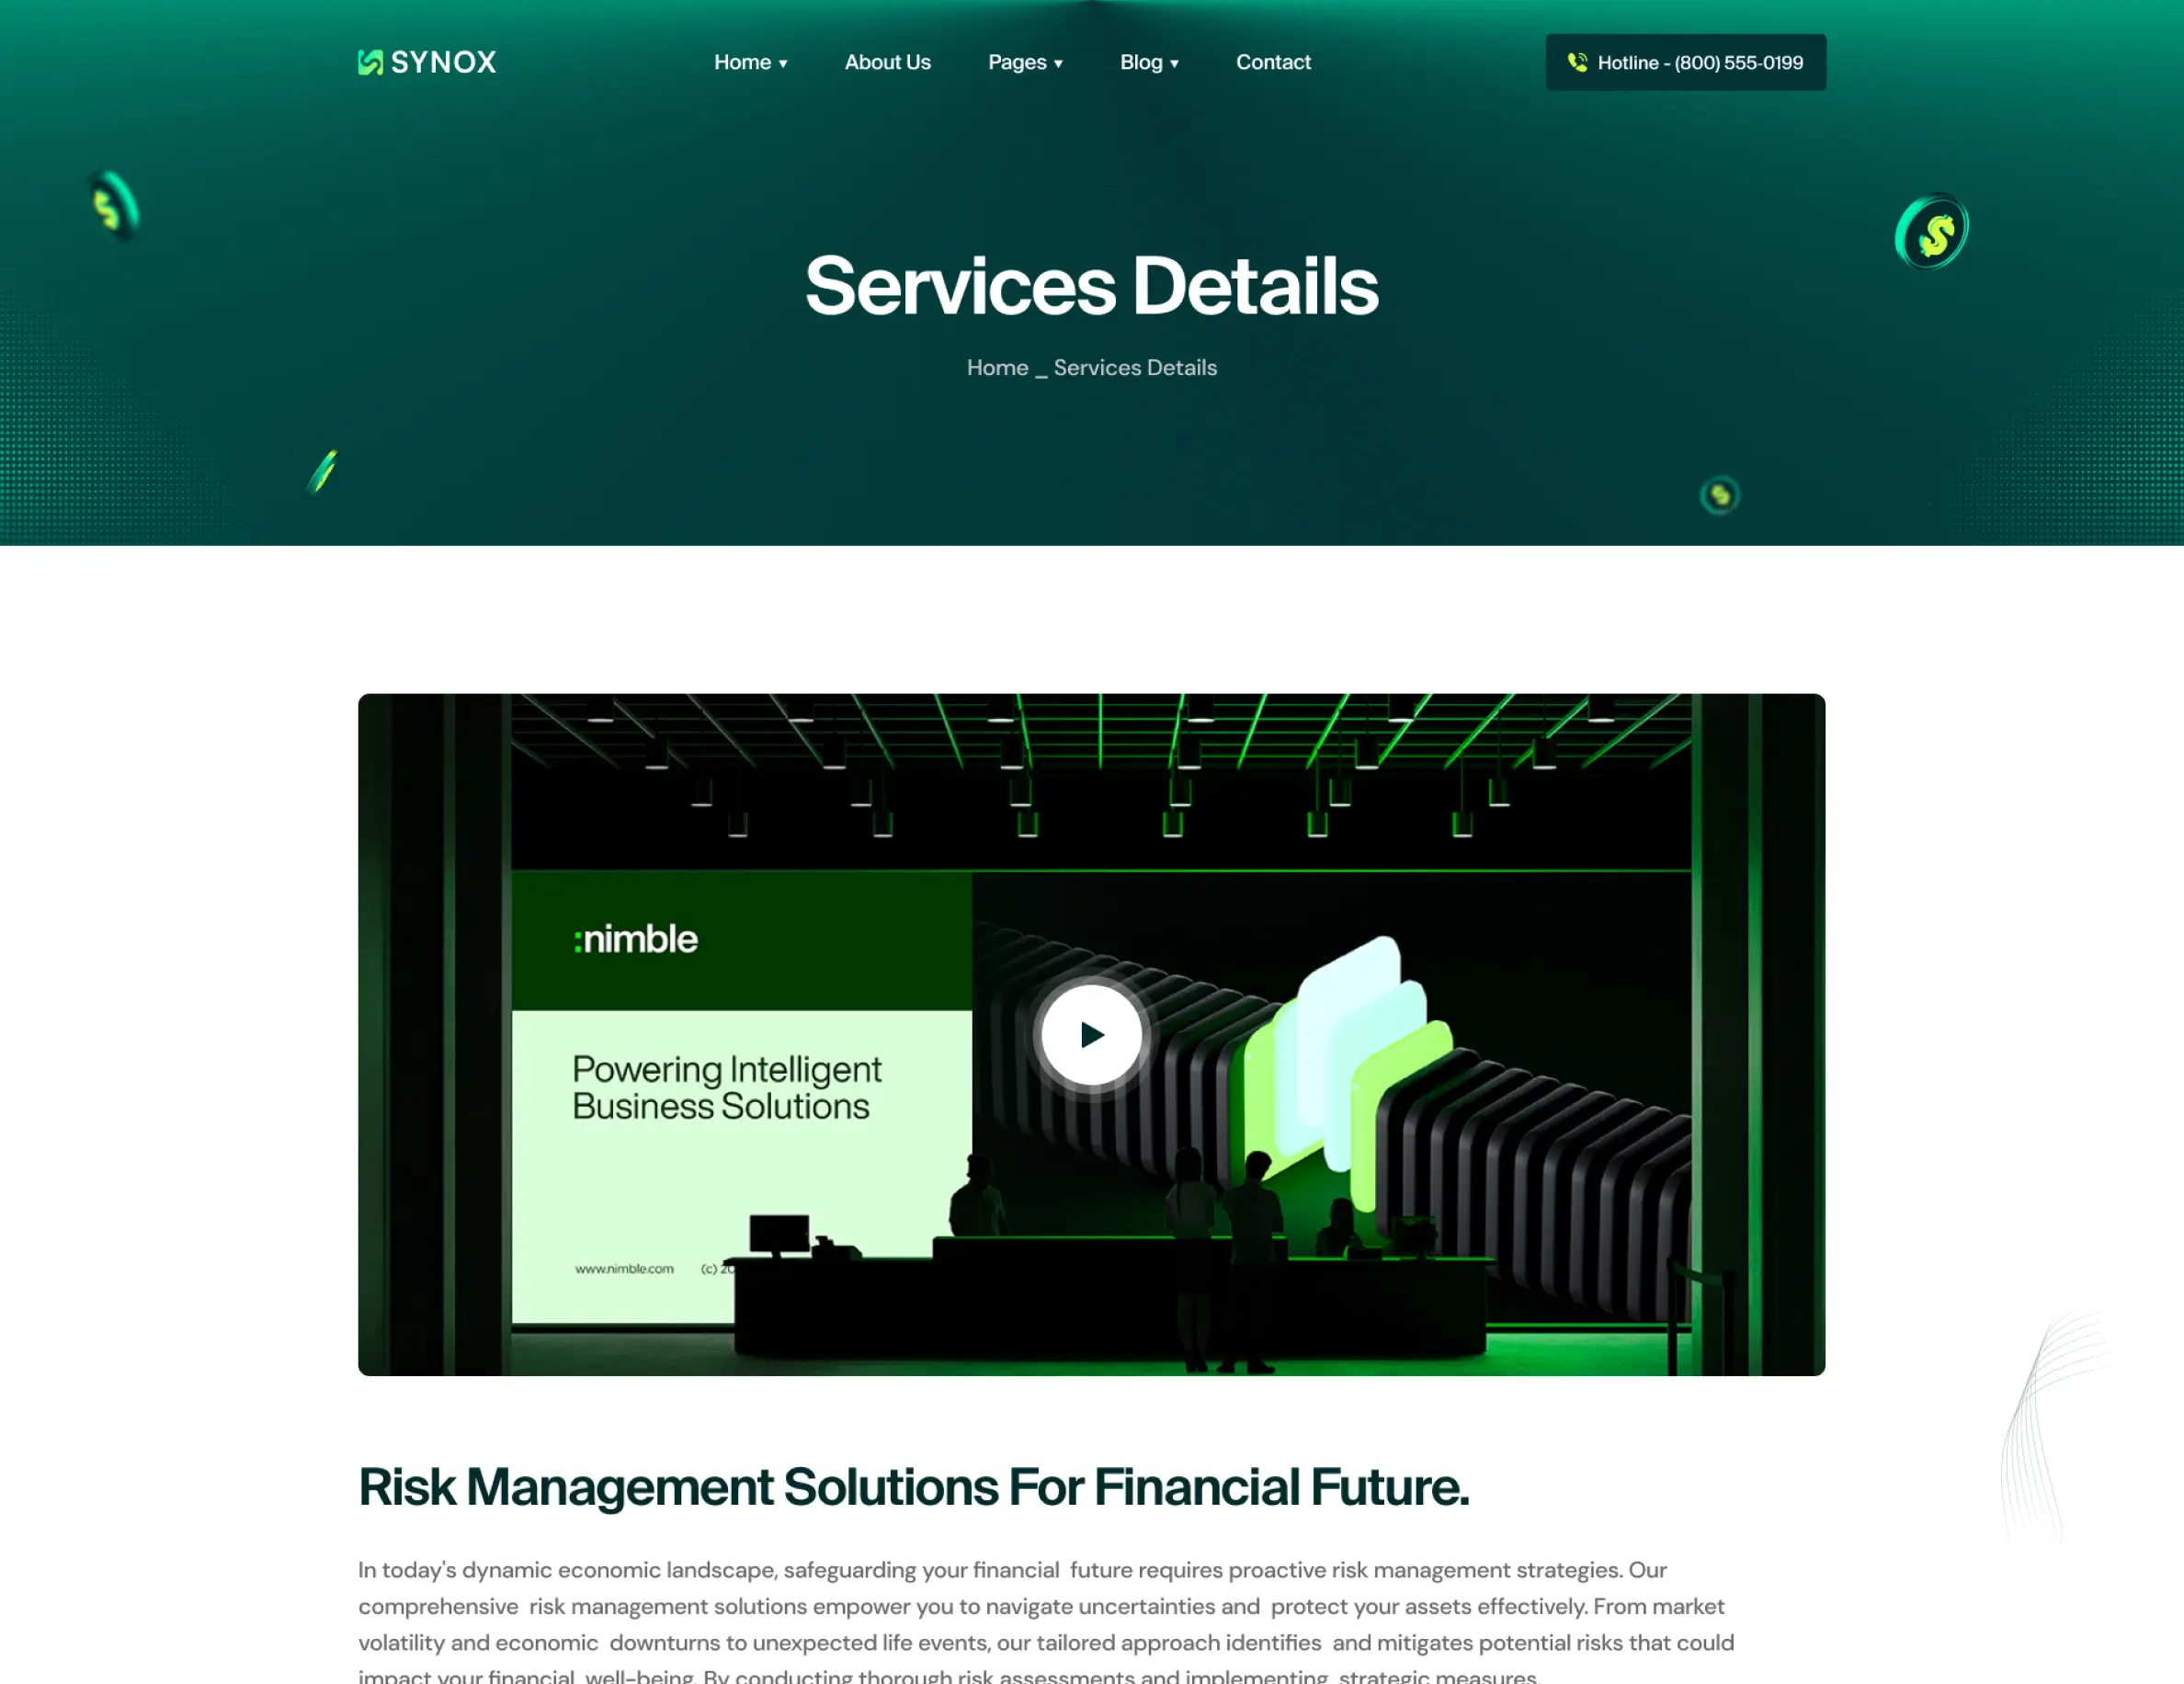 SYNOX
Home ▾
About Us
Pages ▾
Blog ▾
Contact
Hotline - (800) 555-0199
Services Details
Home _ Services Details
:nimble
Powering Intelligent
Business Solutions
www.nimble.com (c) 20
Risk Management Solutions For Financial Future.
In today's dynamic economic landscape, safeguarding your financial future requires proactive risk management strategies. Our
comprehensive risk management solutions empower you to navigate uncertainties and protect your assets effectively. From market
volatility and economic downturns to unexpected life events, our tailored approach identifies and mitigates potential risks that could
impact your financial well-being. By conducting thorough risk assessments and implementing strategic measures,